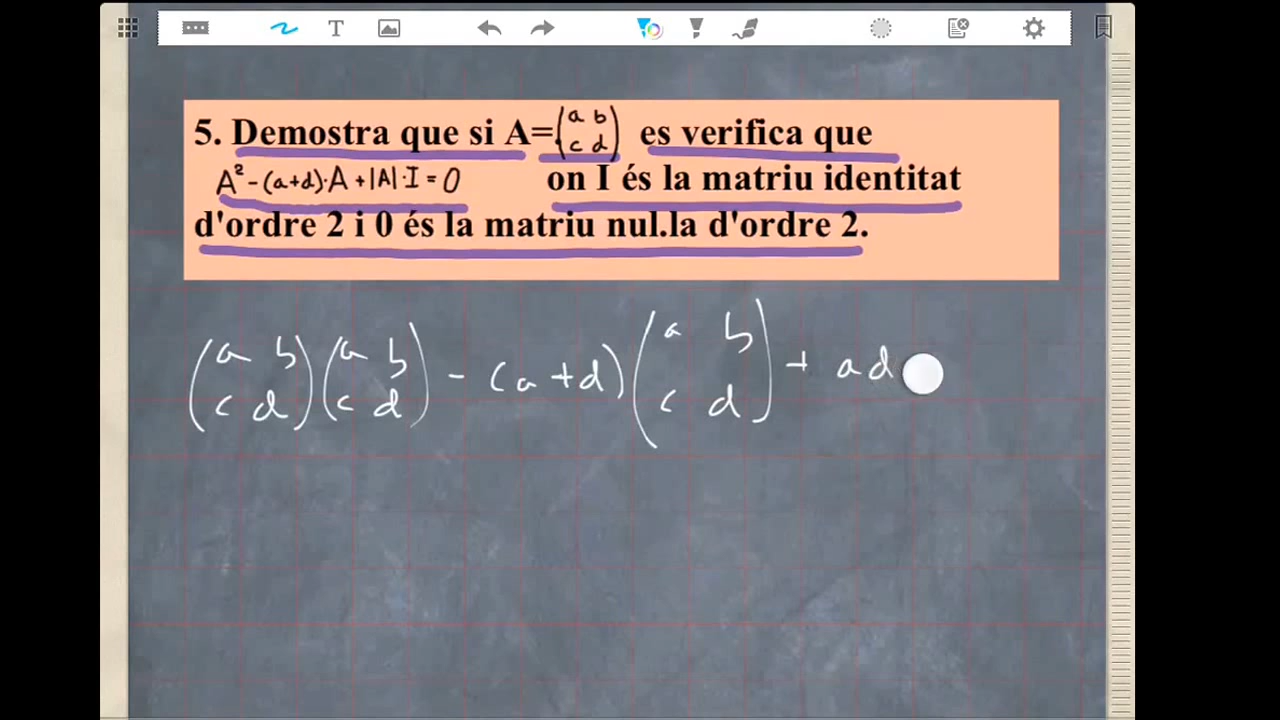 5. Demostra que si A=(a b
c d) es verifica que
A²-(a+d)·A+|A|·I=0 on I és la matriu identitat
d'ordre 2 i 0 és la matriu nul.la d'ordre 2.
(a b
c d)(a b
c d) - (a+d)(a b
c d) + ad